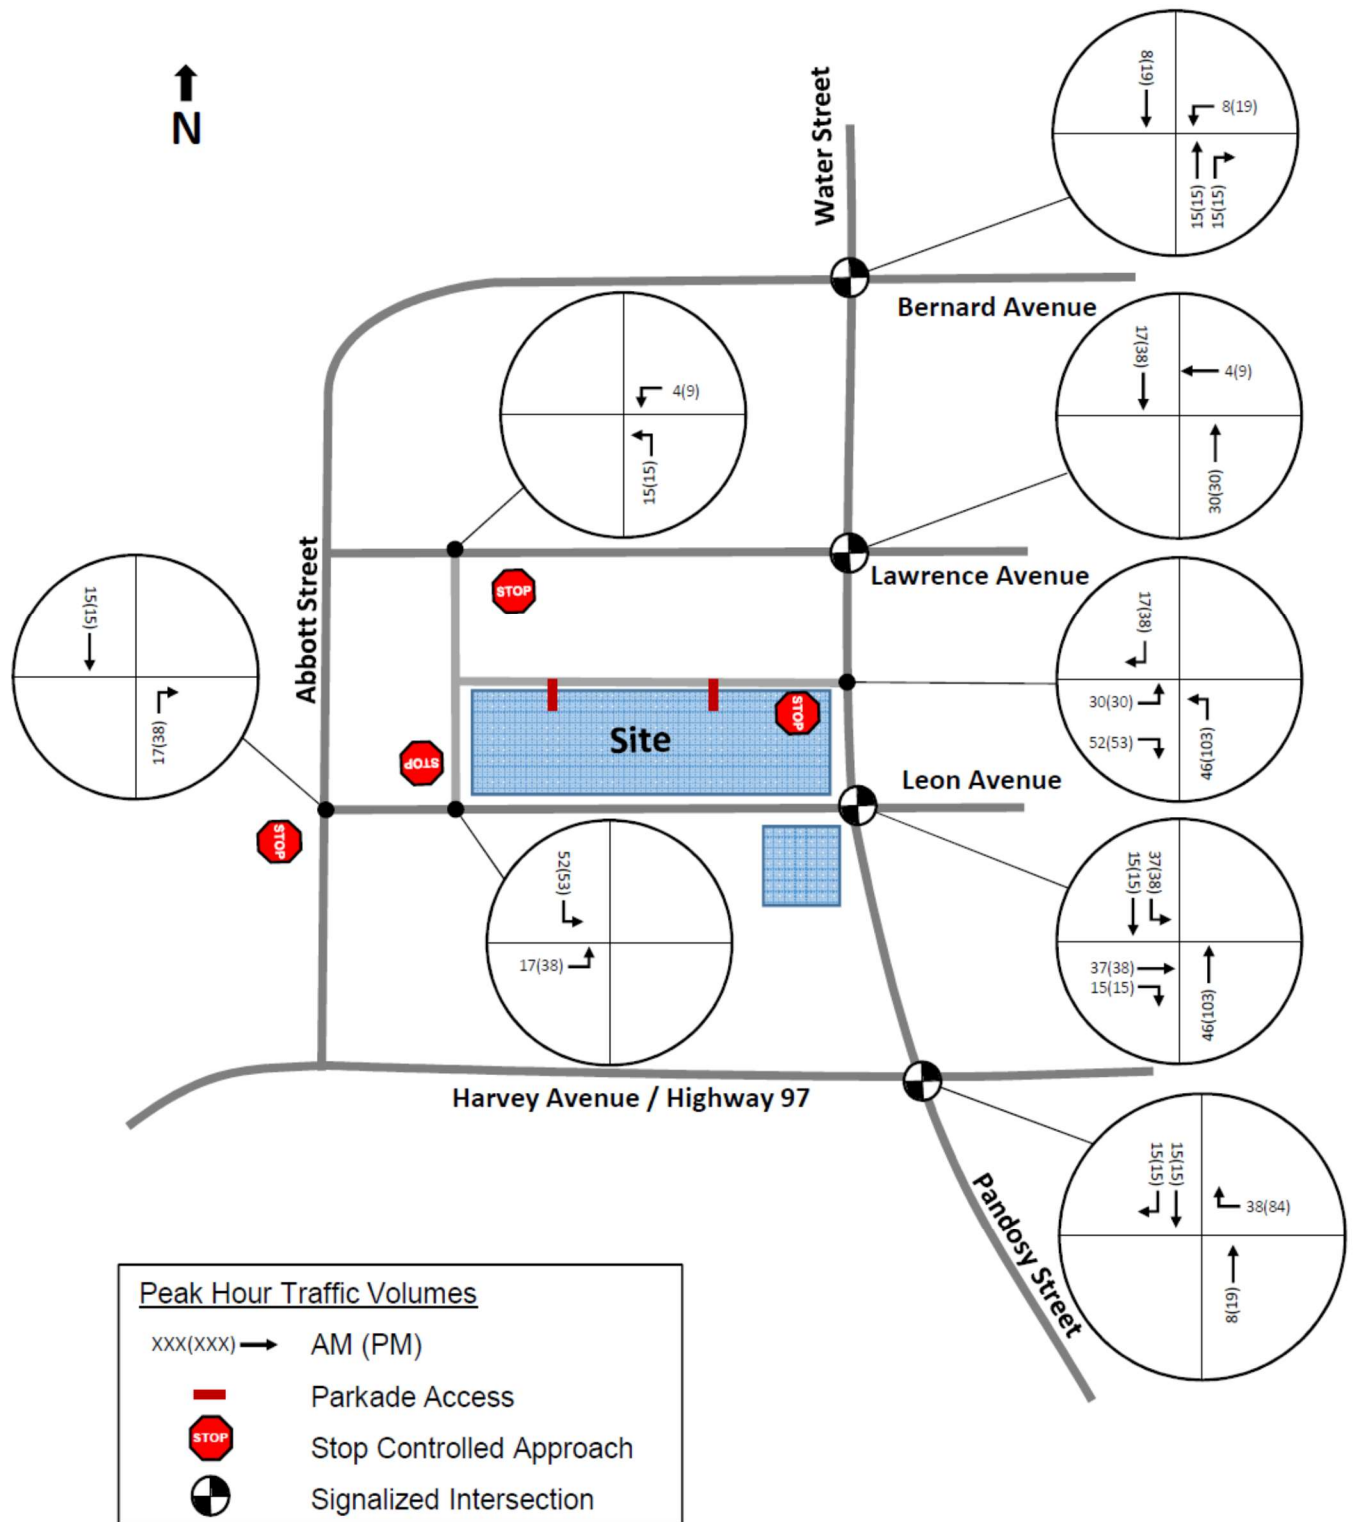 N
Water Street
8(19)
8(19)
15(15)
15(15)
Bernard Avenue
4(9)
15(15)
17(38)
4(9)
30(30)
Lawrence Avenue
Abbott Street
STOP
15(15)
17(38)
17(38)
30(30)
52(53)
46(103)
STOP
Site
STOP
Leon Avenue
STOP
52(53)
17(38)
37(38)
15(15)
37(38)
15(15)
46(103)
Harvey Avenue / Highway 97
Pandosy Street
15(15)
15(15)
38(84)
8(19)
Peak Hour Traffic Volumes
XXX(XXX) AM (PM)
Parkade Access
STOP Stop Controlled Approach
Signalized Intersection